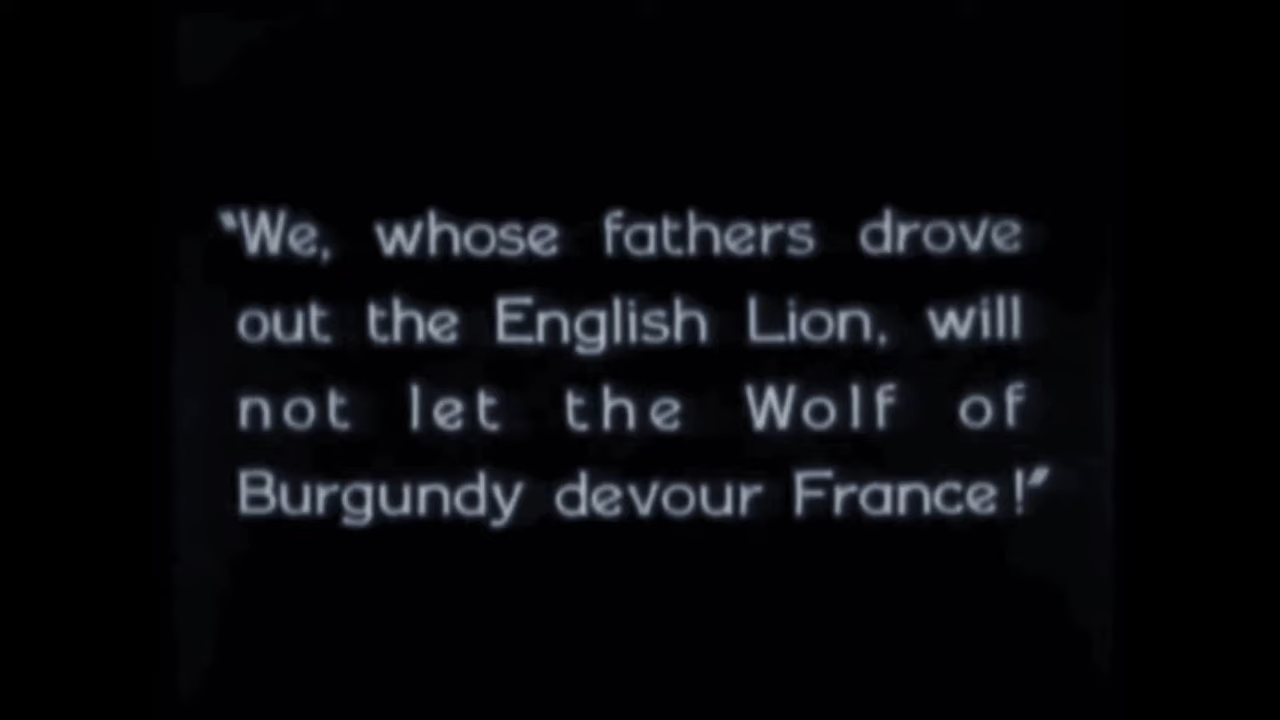 “We, whose fathers drove
out the English Lion, will
not let the Wolf of
Burgundy devour France!”